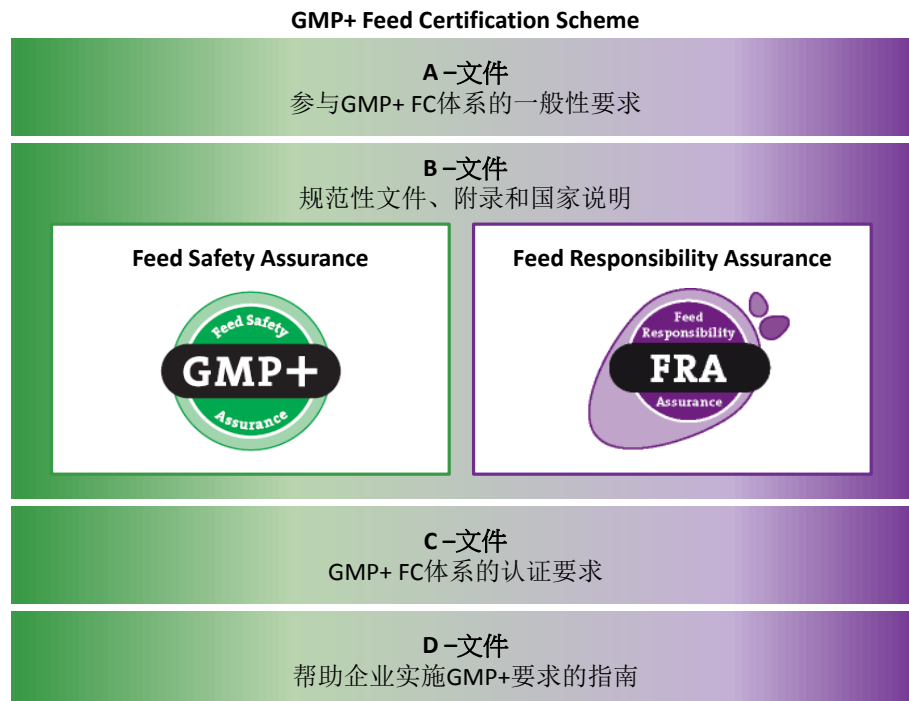 GMP+ Feed Certification Scheme
A –文件
参与GMP+ FC体系的一般性要求
B –文件
规范性文件、附录和国家说明
Feed Safety Assurance
Feed Safety
GMP+
Assurance
Feed Responsibility Assurance
Feed
Responsibility
FRA
Assurance
C –文件
GMP+ FC体系的认证要求
D –文件
帮助企业实施GMP+要求的指南